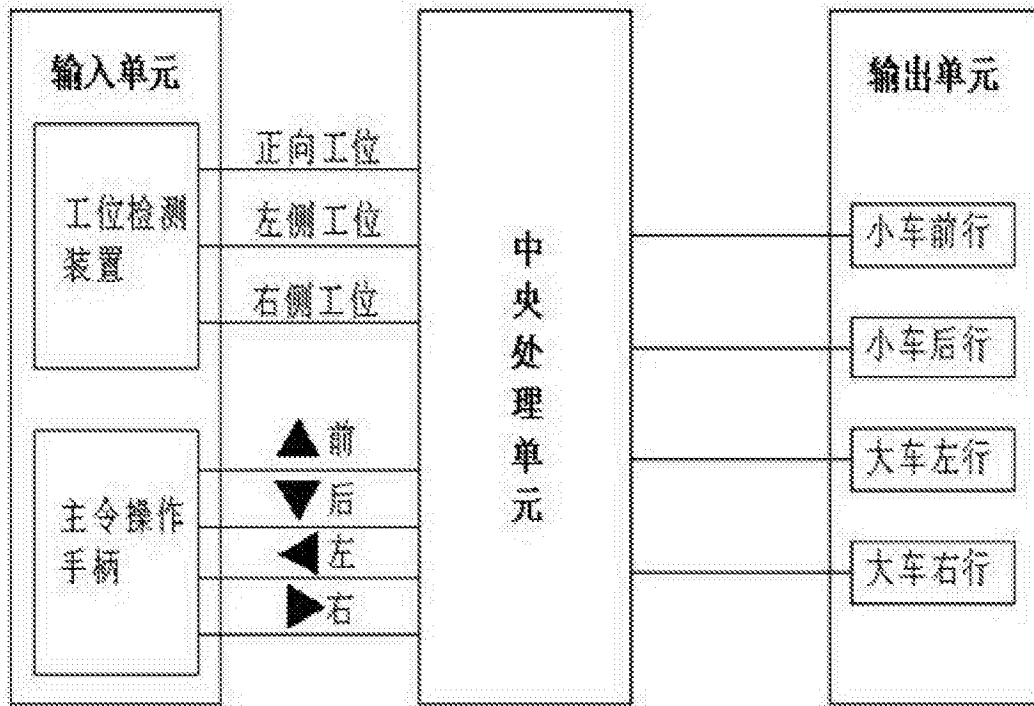 输入单元
工位检测
装置
正向工位
左侧工位
右侧工位
主令操作
手柄
前
后
左
右
中央处理单元
输出单元
小车前行
小车后行
大车左行
大车右行